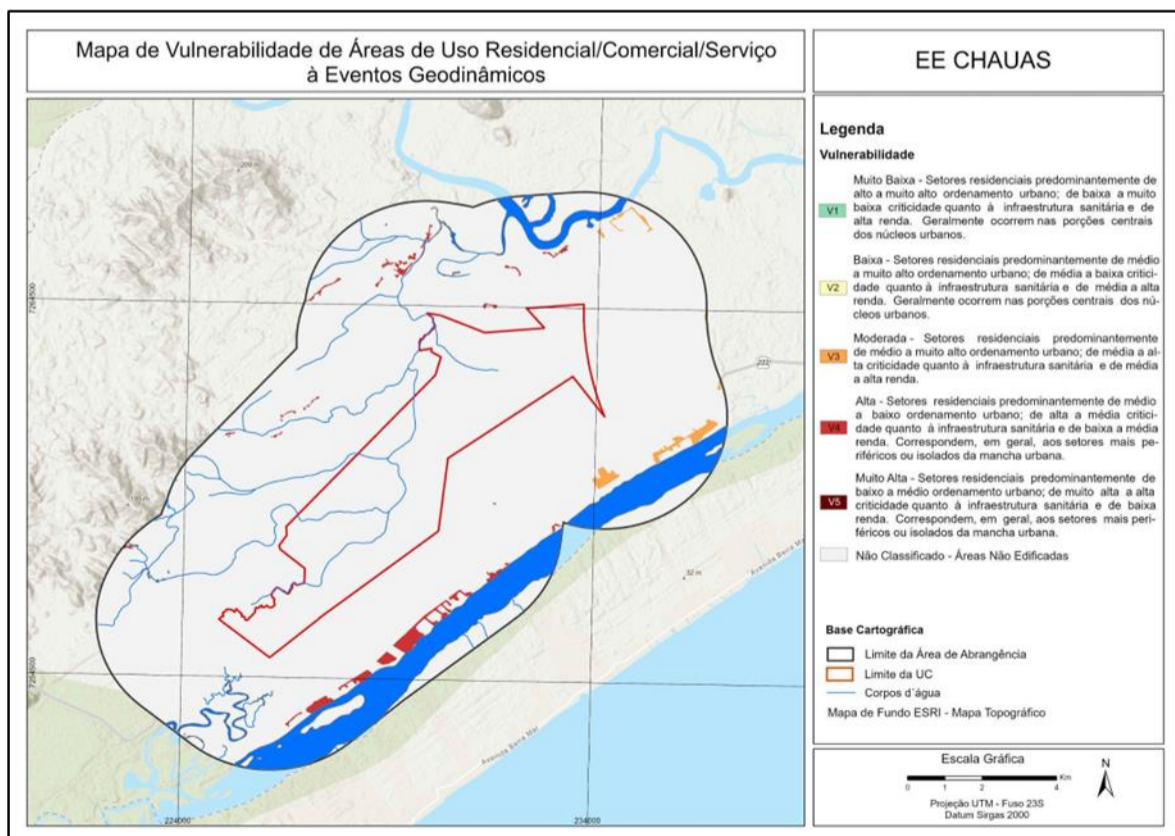 Mapa de Vulnerabilidade de Áreas de Uso Residencial/Comercial/Serviço
à Eventos Geodinâmicos
EE CHAUAS
7264500
7254500
224000
234000
222
32 m
Avenida Beira Mar
Avenida Beira Mar
Legenda
Vulnerabilidade
V1
Muito Baixa - Setores residenciais predominantemente de
alto a muito alto ordenamento urbano; de baixa a muito
baixa criticidade quanto à infraestrutura sanitária e de
alta renda. Geralmente ocorrem nas porções centrais
dos núcleos urbanos.
V2
Baixa - Setores residenciais predominantemente de médio
a muito alto ordenamento urbano; de média a baixa critici-
dade quanto à infraestrutura sanitária e de média a alta
renda. Geralmente ocorrem nas porções centrais dos nú-
cleos urbanos.
V3
Moderada - Setores residenciais predominantemente
de médio a muito alto ordenamento urbano; de média a al-
ta criticidade quanto à infraestrutura sanitária e de média
a alta renda.
V4
Alta - Setores residenciais predominantemente de médio
a baixo ordenamento urbano; de alta a média critici-
dade quanto à infraestrutura sanitária e de baixa a média
renda. Correspondem, em geral, aos setores mais pe-
riféricos ou isolados da mancha urbana.
V5
Muito Alta - Setores residenciais predominantemente de
baixo a médio ordenamento urbano; de muito alta a alta
criticidade quanto à infraestrutura sanitária e de baixa
renda. Correspondem, em geral, aos setores mais peri-
féricos ou isolados da mancha urbana.
Não Classificado - Áreas Não Edificadas
Base Cartográfica
Limite da Área de Abrangência
Limite da UC
Corpos d'água
Mapa de Fundo ESRI - Mapa Topográfico
Escala Gráfica
N
Km
0 1 2 4
Projeção UTM - Fuso 23S
Datum Sirgas 2000